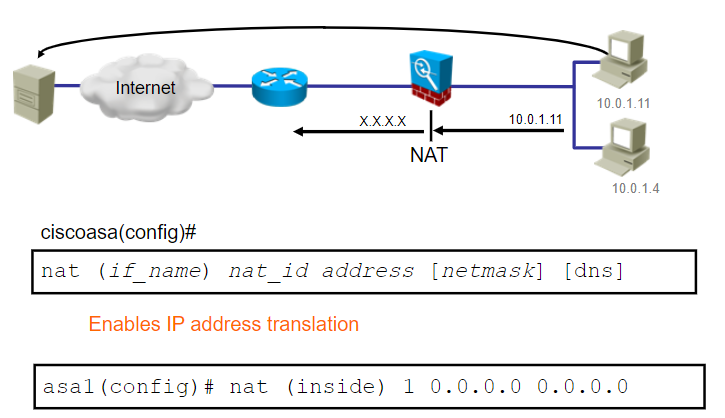 Internet
10.0.1.11
X.X.X.X
10.0.1.11
NAT
10.0.1.4
ciscoasa(config)#
nat (if_name) nat_id address [netmask] [dns]
Enables IP address translation
asa1(config)# nat (inside) 1 0.0.0.0 0.0.0.0